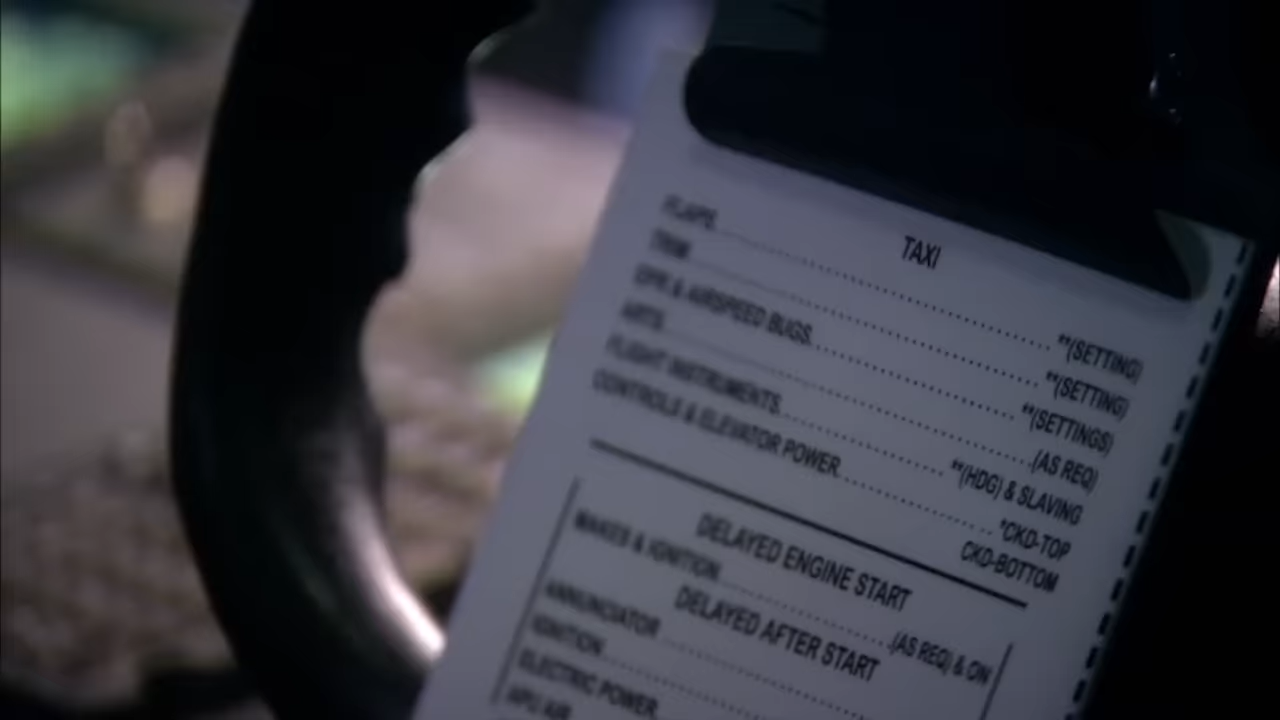 TAXI
FLAPS........**(SETTING)
TRIM........**(SETTING)
EPR & AIRSPEED BUGS........**(SETTINGS)
ARTS........(AS REQ)
FLIGHT INSTRUMENTS........**(HDG) & SLAVING
CONTROLS & ELEVATOR POWER........*CKD-TOP
CKD-BOTTOM
DELAYED ENGINE START
BRAKES & IGNITION........(AS REQ) & ON
DELAYED AFTER START
ANNUNCIATOR........
IGNITION........
ELECTRIC POWER........
APU AIR